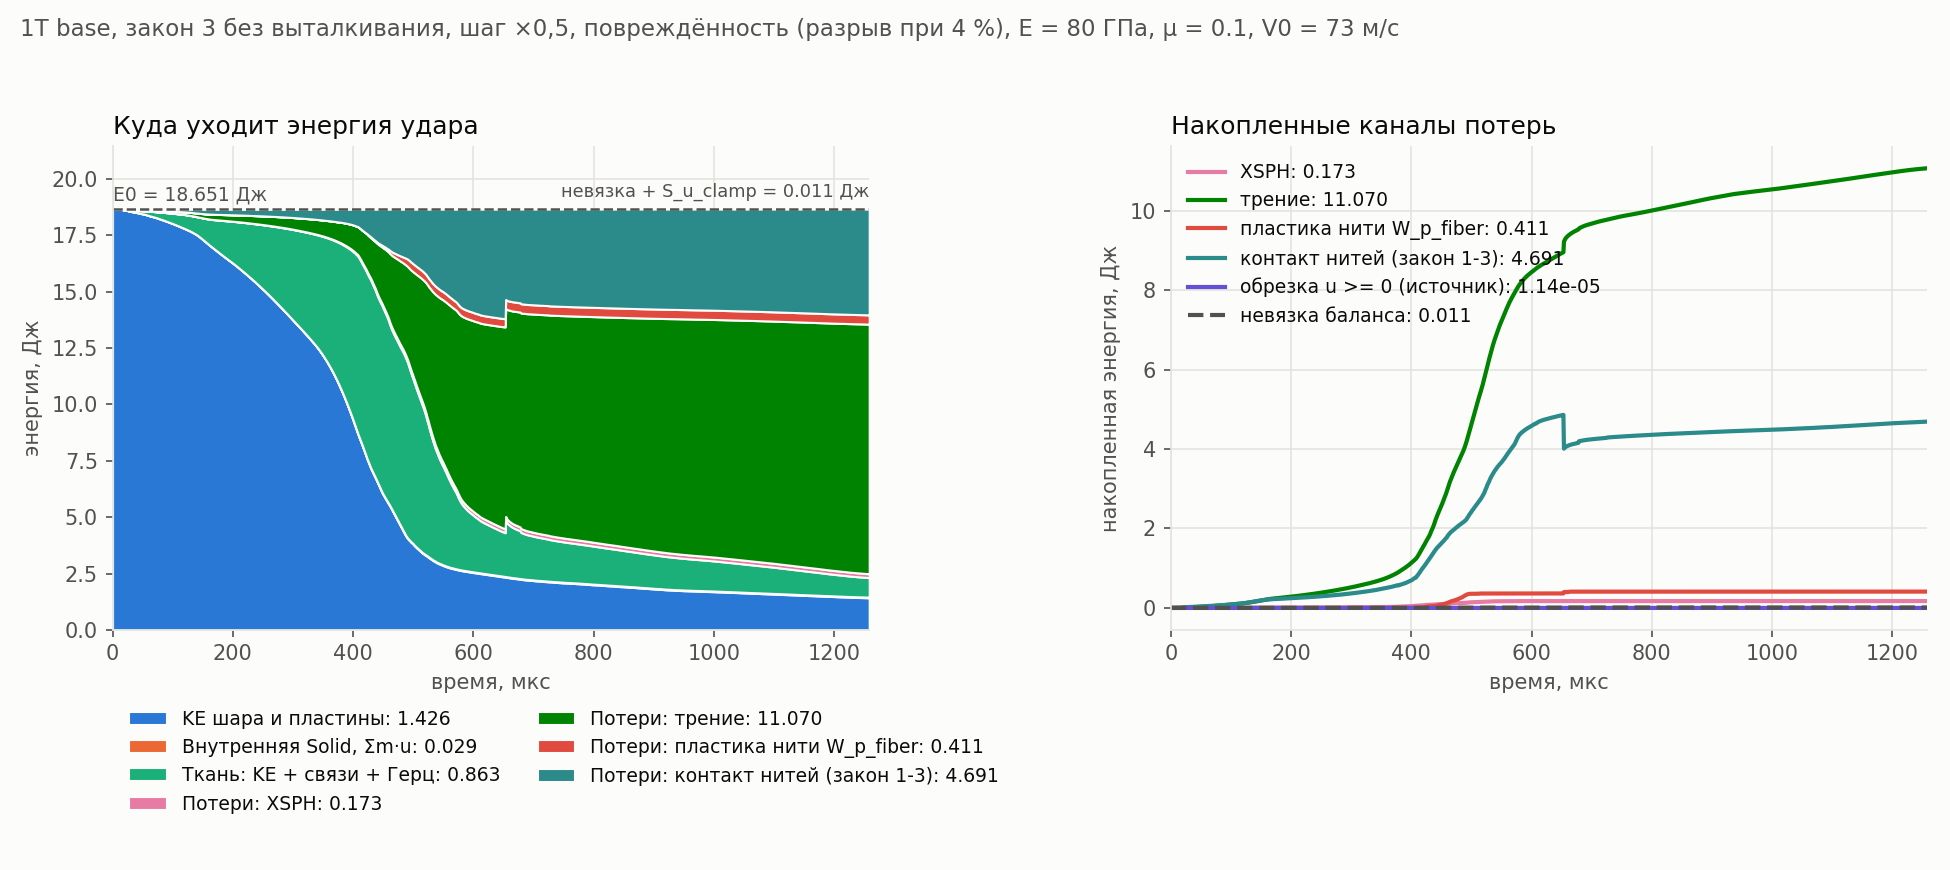 1T base, закон 3 без выталкивания, шаг ×0,5, повреждённость (разрыв при 4 %), E = 80 ГПа, μ = 0.1, V0 = 73 м/с
Куда уходит энергия удара
E0 = 18.651 Дж
невязка + S_u_clamp = 0.011 Дж
энергия, Дж
20.0
17.5
15.0
12.5
10.0
7.5
5.0
2.5
0.0
0 200 400 600 800 1000 1200
время, мкс
KE шара и пластины: 1.426
Внутренняя Solid, Σm·u: 0.029
Ткань: KE + связи + Герц: 0.863
Потери: XSPH: 0.173
Потери: трение: 11.070
Потери: пластика нити W_p_fiber: 0.411
Потери: контакт нитей (закон 1-3): 4.691
Накопленные каналы потерь
XSPH: 0.173
трение: 11.070
пластика нити W_p_fiber: 0.411
контакт нитей (закон 1-3): 4.691
обрезка u >= 0 (источник): 1.14e-05
невязка баланса: 0.011
накопленная энергия, Дж
10
8
6
4
2
0
0 200 400 600 800 1000 1200
время, мкс